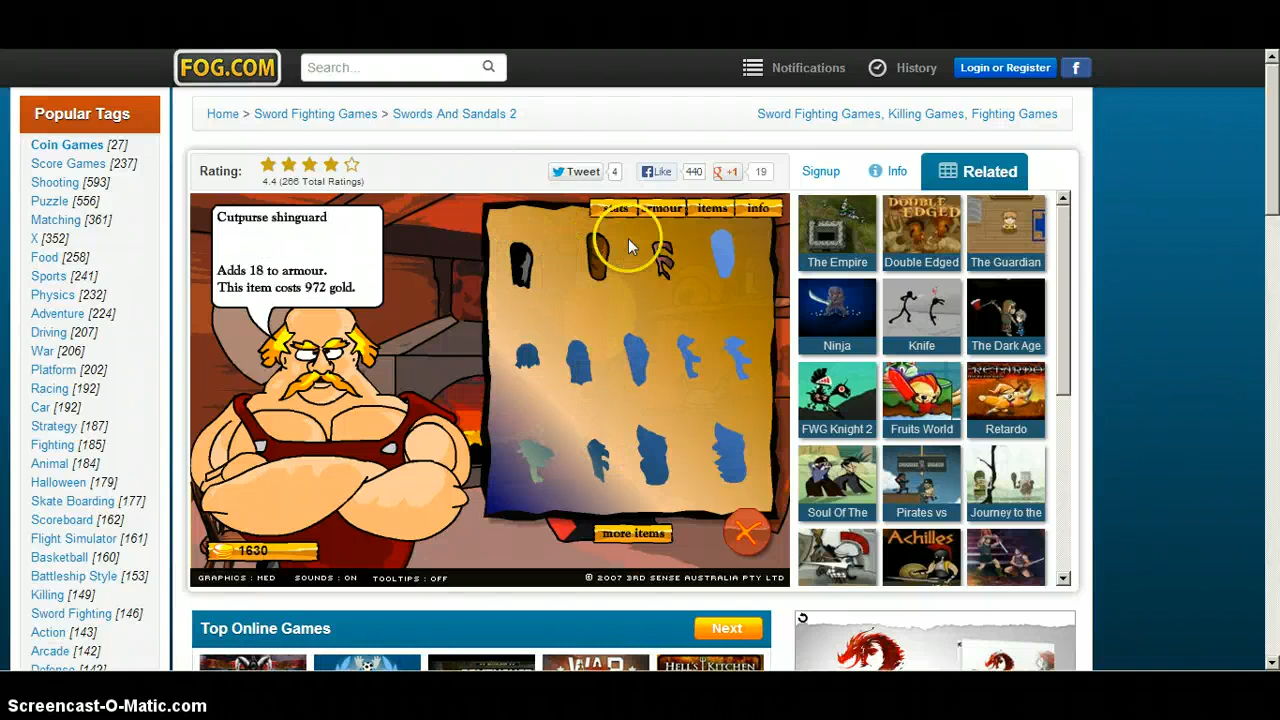 FOG.COM
Search...
Notifications
History
Login or Register
f
Popular Tags
Coin Games [27]
Score Games [237]
Shooting [593]
Puzzle [556]
Matching [361]
X [352]
Food [258]
Sports [241]
Physics [232]
Adventure [224]
Driving [207]
War [206]
Platform [202]
Racing [192]
Car [192]
Strategy [187]
Fighting [185]
Animal [184]
Halloween [179]
Skate Boarding [177]
Scoreboard [162]
Flight Simulator [161]
Basketball [160]
Battleship Style [153]
Killing [149]
Sword Fighting [146]
Action [143]
Arcade [142]
Defense [142]
Home > Sword Fighting Games > Swords And Sandals 2
Sword Fighting Games, Killing Games, Fighting Games
Rating:
4.4 (266 Total Ratings)
Tweet 4
Like 440
+1 19
Signup
Info
Related
Cutpurse shinguard
Adds 18 to armour.
This item costs 972 gold.
stats armour items info
more items
1630
GRAPHICS : MED SOUNDS : ON TOOLTIPS : OFF
© 2007 3RD SENSE AUSTRALIA PTY LTD
The Empire
Double Edged
The Guardian
Ninja
Knife
The Dark Age
FWG Knight 2
Fruits World
Retardo
Soul Of The
Pirates vs
Journey to the
Achilles
Top Online Games
Next
WAR
HELL'S KITCHEN
Screencast-O-Matic.com